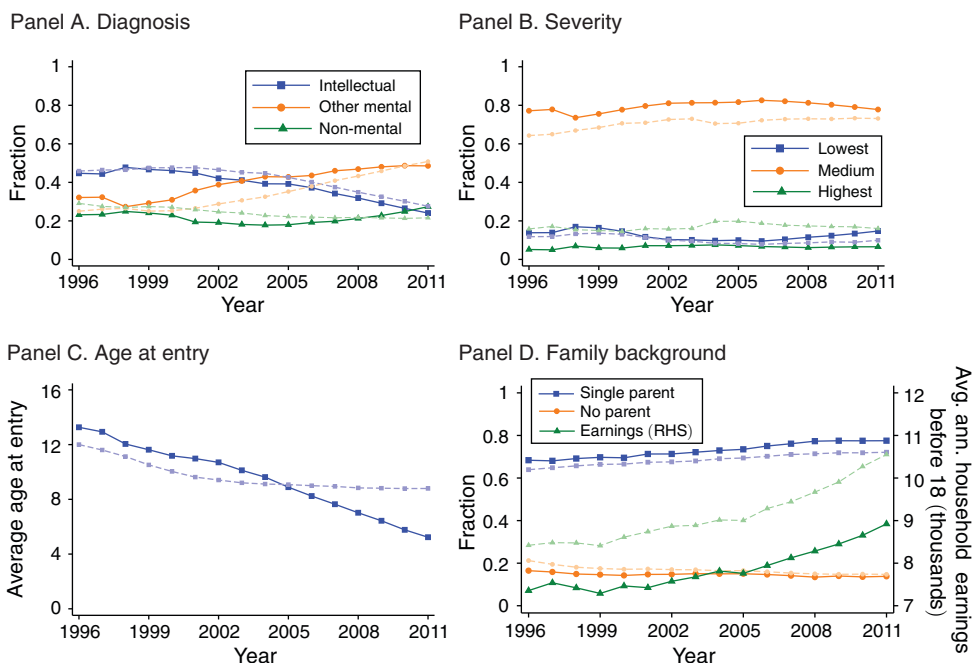 Panel A. Diagnosis
Fraction
1
0.8
0.6
0.4
0.2
0
Intellectual
Other mental
Non-mental
1996 1999 2002 2005 2008 2011
Year
Panel B. Severity
Fraction
1
0.8
0.6
0.4
0.2
0
Lowest
Medium
Highest
1996 1999 2002 2005 2008 2011
Year
Panel C. Age at entry
Average age at entry
16
12
8
4
0
1996 1999 2002 2005 2008 2011
Year
Panel D. Family background
Fraction
1
0.8
0.6
0.4
0.2
0
Single parent
No parent
Earnings (RHS)
12
11
10
9
8
7
Avg. ann. household earnings
before 18 (thousands)
1996 1999 2002 2005 2008 2011
Year